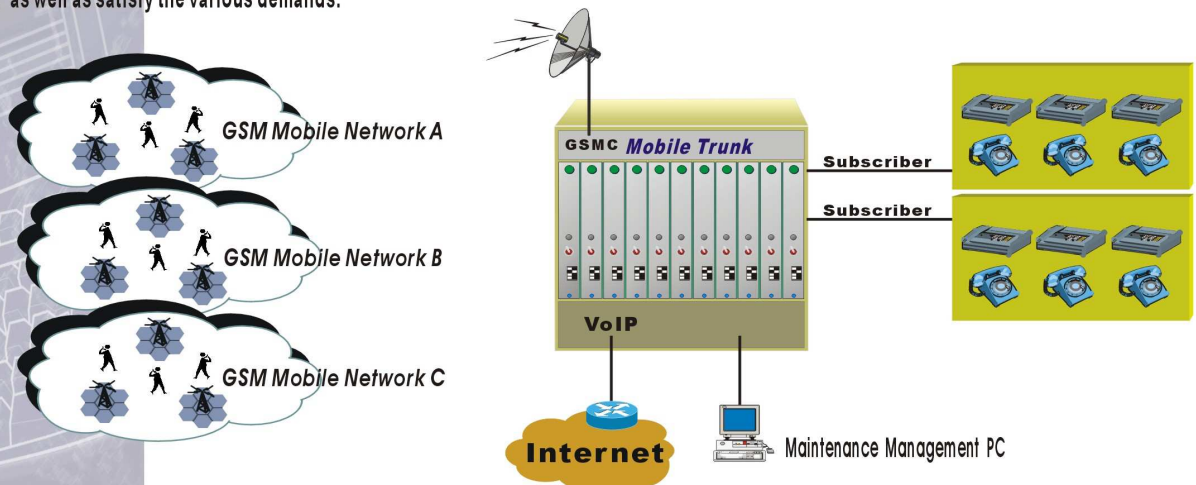 as well as satisfy the various demands.
GSM Mobile Network A
GSM Mobile Network B
GSM Mobile Network C
GSMC Mobile Trunk
VoIP
Subscriber
Subscriber
Internet
Maintenance Management PC